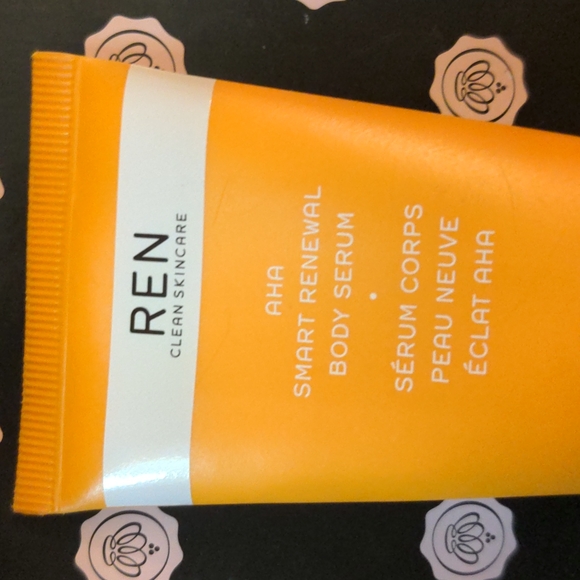 REN
CLEAN SKINCARE
AHA
SMART RENEWAL
BODY SERUM
•
SÉRUM CORPS
PEAU NEUVE
ÉCLAT AHA